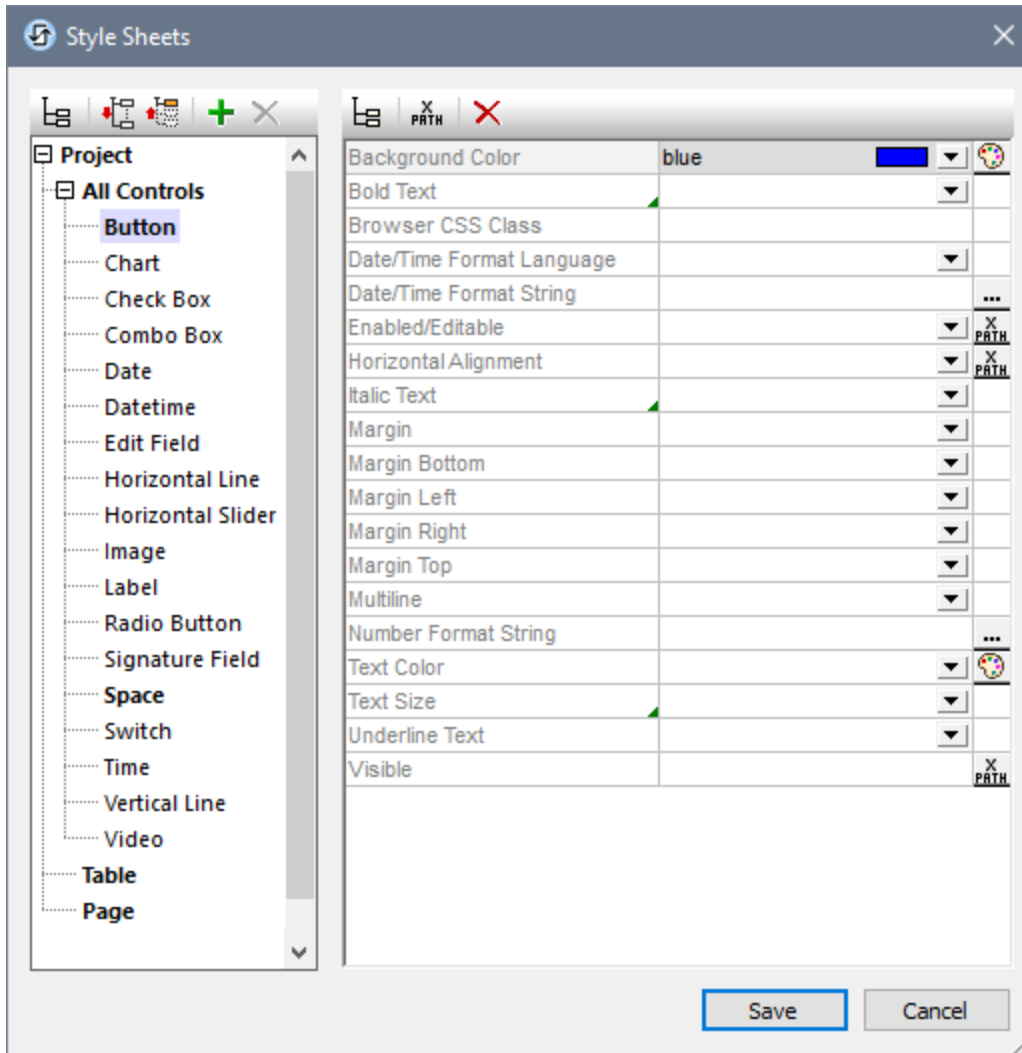 Style Sheets
X PATH
Project
All Controls
Button
Chart
Check Box
Combo Box
Date
Datetime
Edit Field
Horizontal Line
Horizontal Slider
Image
Label
Radio Button
Signature Field
Space
Switch
Time
Vertical Line
Video
Table
Page
Background Color blue
Bold Text
Browser CSS Class
Date/Time Format Language
Date/Time Format String ...
Enabled/Editable X PATH
Horizontal Alignment X PATH
Italic Text
Margin
Margin Bottom
Margin Left
Margin Right
Margin Top
Multiline
Number Format String ...
Text Color
Text Size
Underline Text
Visible X PATH
Save Cancel